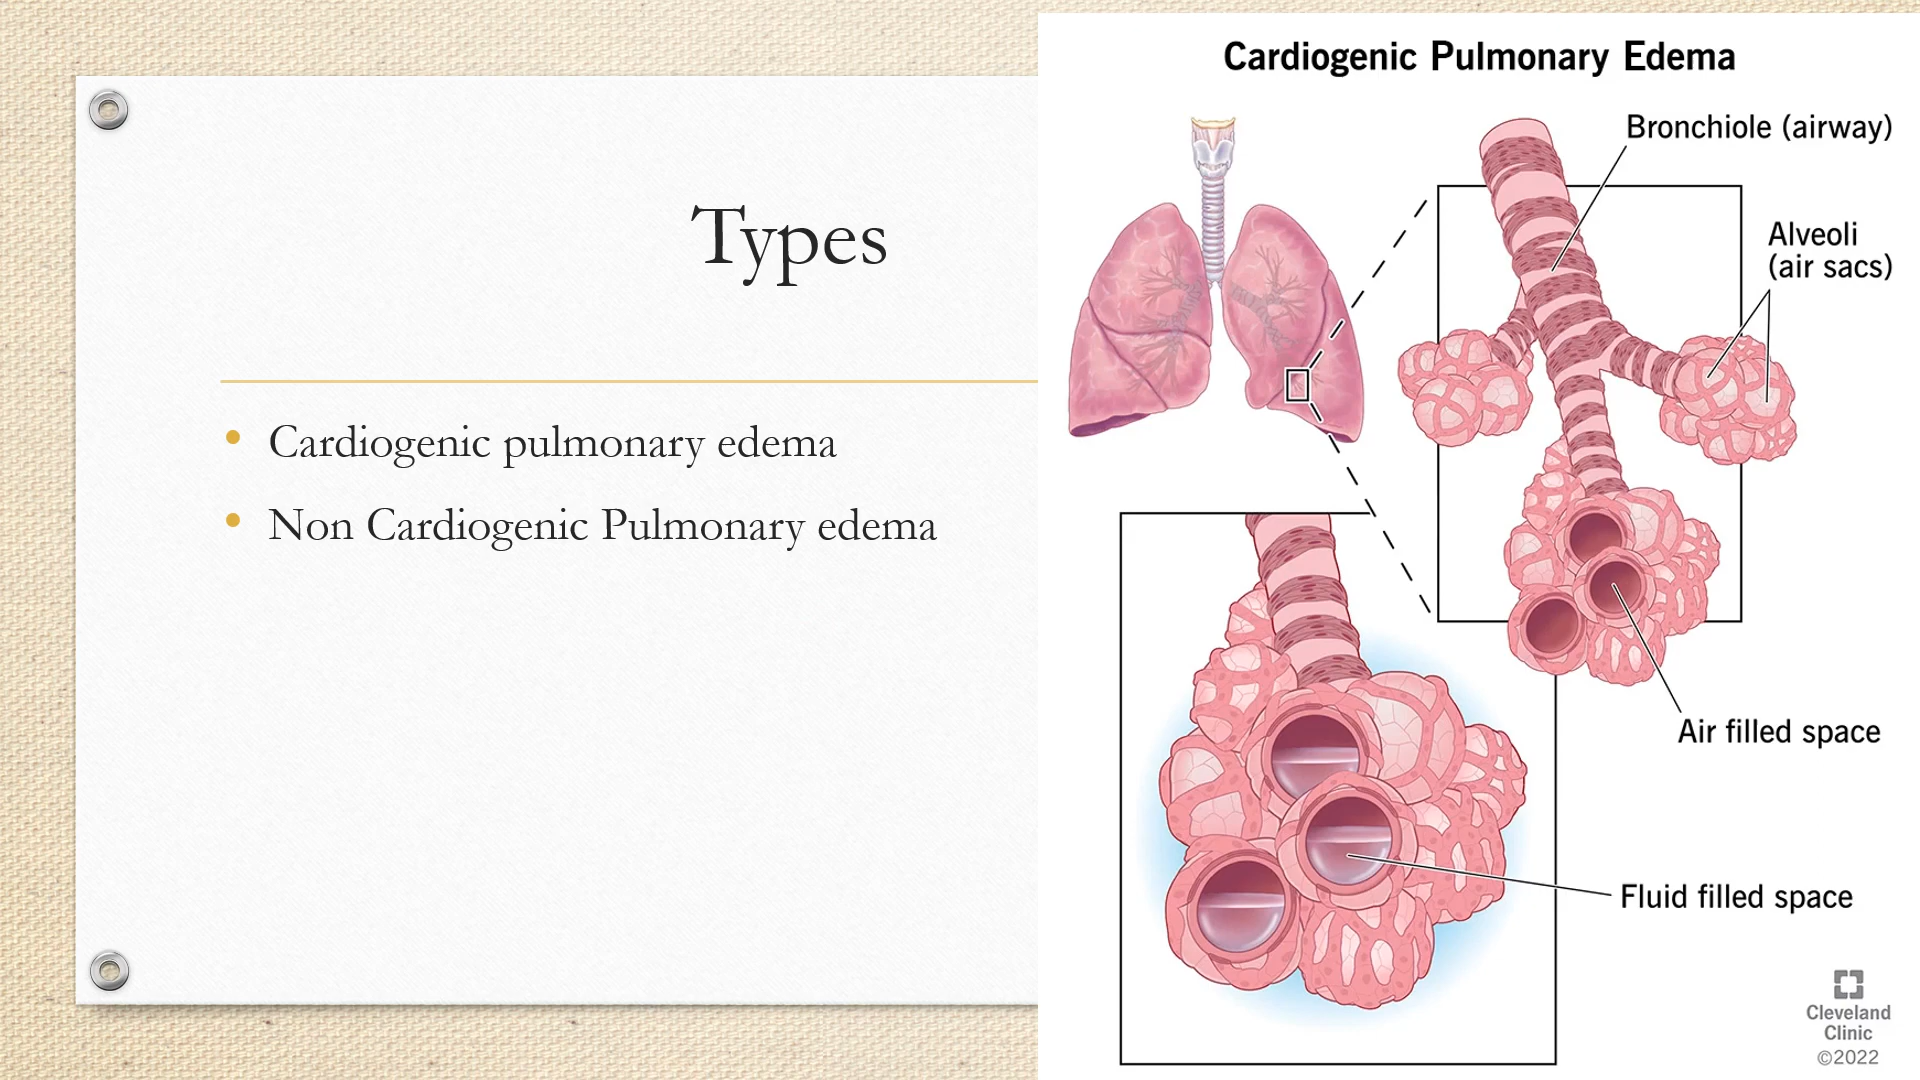 Types
Cardiogenic pulmonary edema
Non Cardiogenic Pulmonary edema
Cardiogenic Pulmonary Edema
Bronchiole (airway)
Alveoli
(air sacs)
Air filled space
Fluid filled space
Cleveland
Clinic
©2022